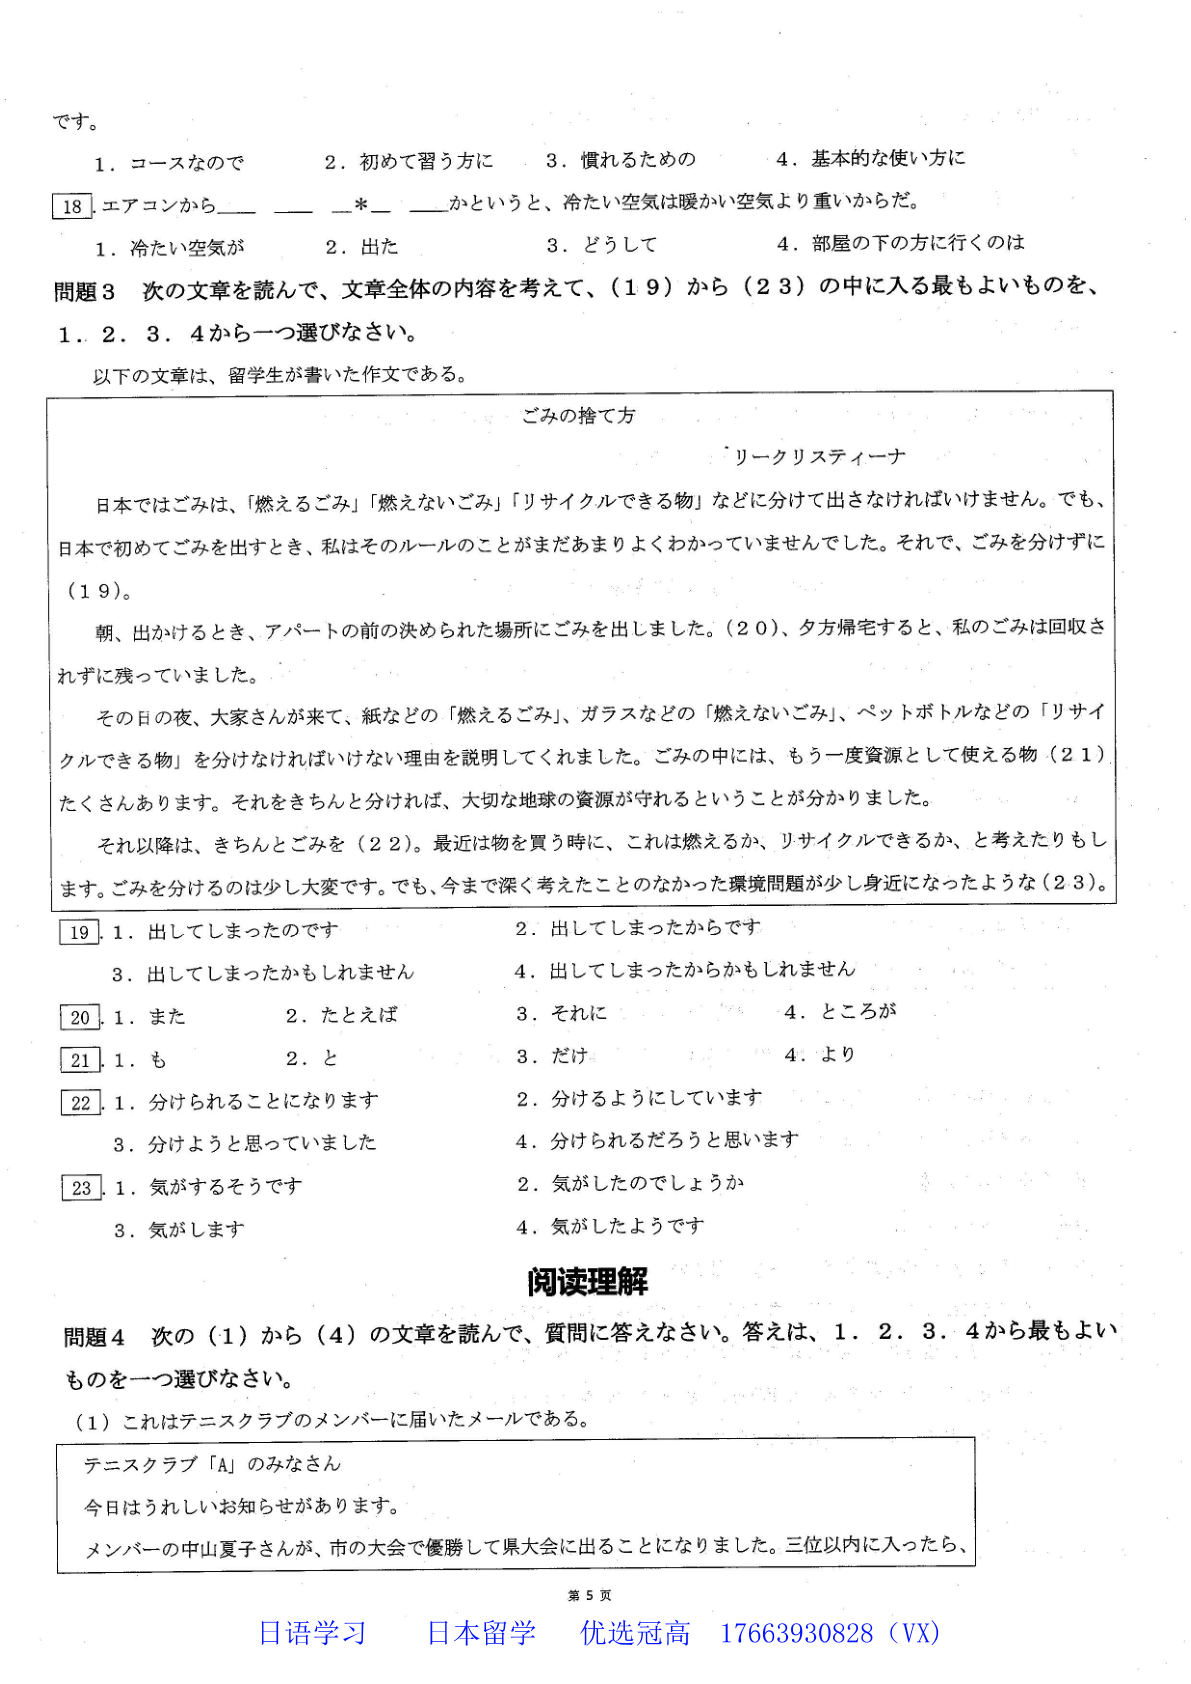 です。
1．コースなので　2．初めて習う方に　3．慣れるための　4．基本的な使い方に
18.エアコンから＿＿　＿＿　＿＊＿　＿＿かというと、冷たい空気は暖かい空気より重いからだ。
1．冷たい空気が　2．出た　3．どうして　4．部屋の下の方に行くのは
問題３　次の文章を読んで、文章全体の内容を考えて、（１９）から（２３）の中に入る最もよいものを、
１．２．３．４から一つ選びなさい。
以下の文章は、留学生が書いた作文である。
ごみの捨て方
リークリスティーナ
日本ではごみは、「燃えるごみ」「燃えないごみ」「リサイクルできる物」などに分けて出さなければいけません。でも、
日本で初めてごみを出すとき、私はそのルールのことがまだあまりよくわかっていませんでした。それで、ごみを分けずに
（１９）。
朝、出かけるとき、アパートの前の決められた場所にごみを出しました。（２０）、夕方帰宅すると、私のごみは回収さ
れずに残っていました。
その日の夜、大家さんが来て、紙などの「燃えるごみ」、ガラスなどの「燃えないごみ」、ペットボトルなどの「リサイ
クルできる物」を分けなければいけない理由を説明してくれました。ごみの中には、もう一度資源として使える物（２１）
たくさんあります。それをきちんと分ければ、大切な地球の資源が守れるということが分かりました。
それ以降は、きちんとごみを（２２）。最近は物を買う時に、これは燃えるか、リサイクルできるか、と考えたりもし
ます。ごみを分けるのは少し大変です。でも、今まで深く考えたことのなかった環境問題が少し身近になったような（２３）。
19.1．出してしまったのです　2．出してしまったからです
3．出してしまったかもしれません　4．出してしまったからかもしれません
20.1．また　2．たとえば　3．それに　4．ところが
21.1．も　2．と　3．だけ　4．より
22.1．分けられることになります　2．分けるようにしています
3．分けようと思っていました　4．分けられるだろうと思います
23.1．気がするそうです　2．気がしたのでしょうか
3．気がします　4．気がしたようです
阅读理解
問題４　次の（１）から（４）の文章を読んで、質問に答えなさい。答えは、１．２．３．４から最もよい
ものを一つ選びなさい。
（１）これはテニスクラブのメンバーに届いたメールである。
テニスクラブ「A」のみなさん
今日はうれしいお知らせがあります。
メンバーの中山夏子さんが、市の大会で優勝して県大会に出ることになりました。三位以内に入ったら、
第 5 页
日语学习　日本留学　优选冠高　17663930828（VX）